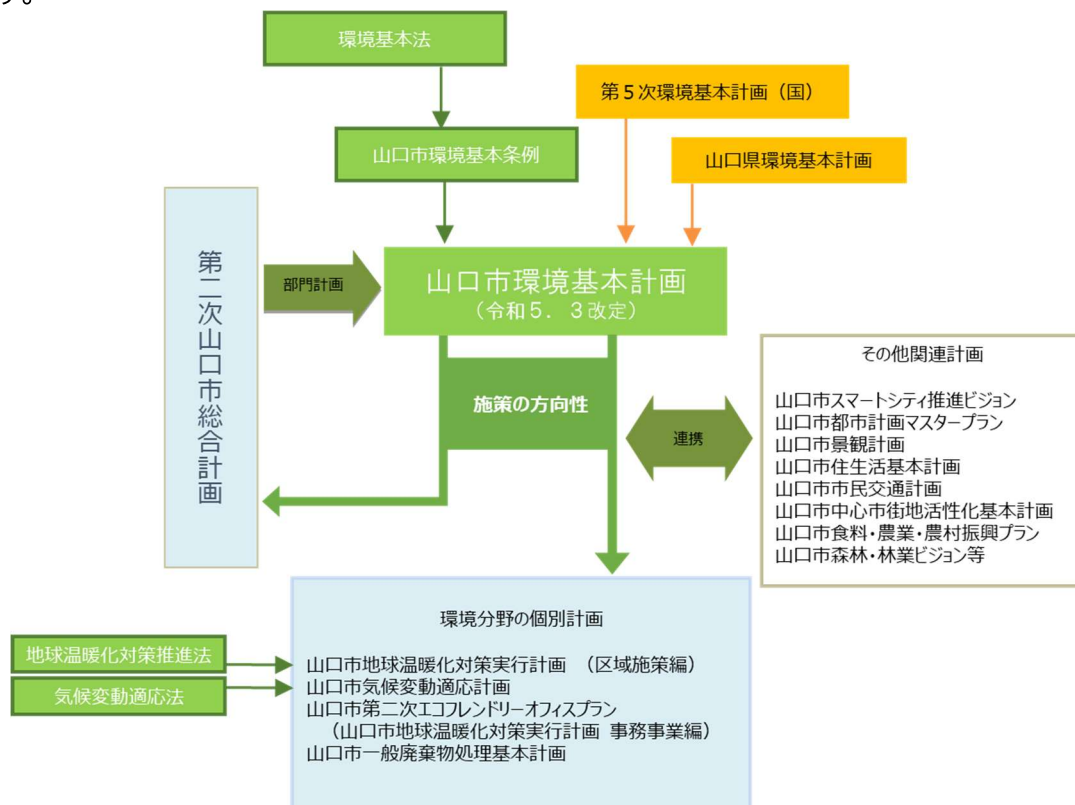 す。
環境基本法
第5次環境基本計画（国）
山口市環境基本条例
山口県環境基本計画
第二次山口市総合計画
部門計画
山口市環境基本計画
（令和5．3改定）
施策の方向性
連携
その他関連計画
山口市スマートシティ推進ビジョン
山口市都市計画マスタープラン
山口市景観計画
山口市住生活基本計画
山口市市民交通計画
山口市中心市街地活性化基本計画
山口市食料・農業・農村振興プラン
山口市森林・林業ビジョン等
地球温暖化対策推進法
気候変動適応法
環境分野の個別計画
山口市地球温暖化対策実行計画　（区域施策編）
山口市気候変動適応計画
山口市第二次エコフレンドリーオフィスプラン
（山口市地球温暖化対策実行計画 事務事業編）
山口市一般廃棄物処理基本計画